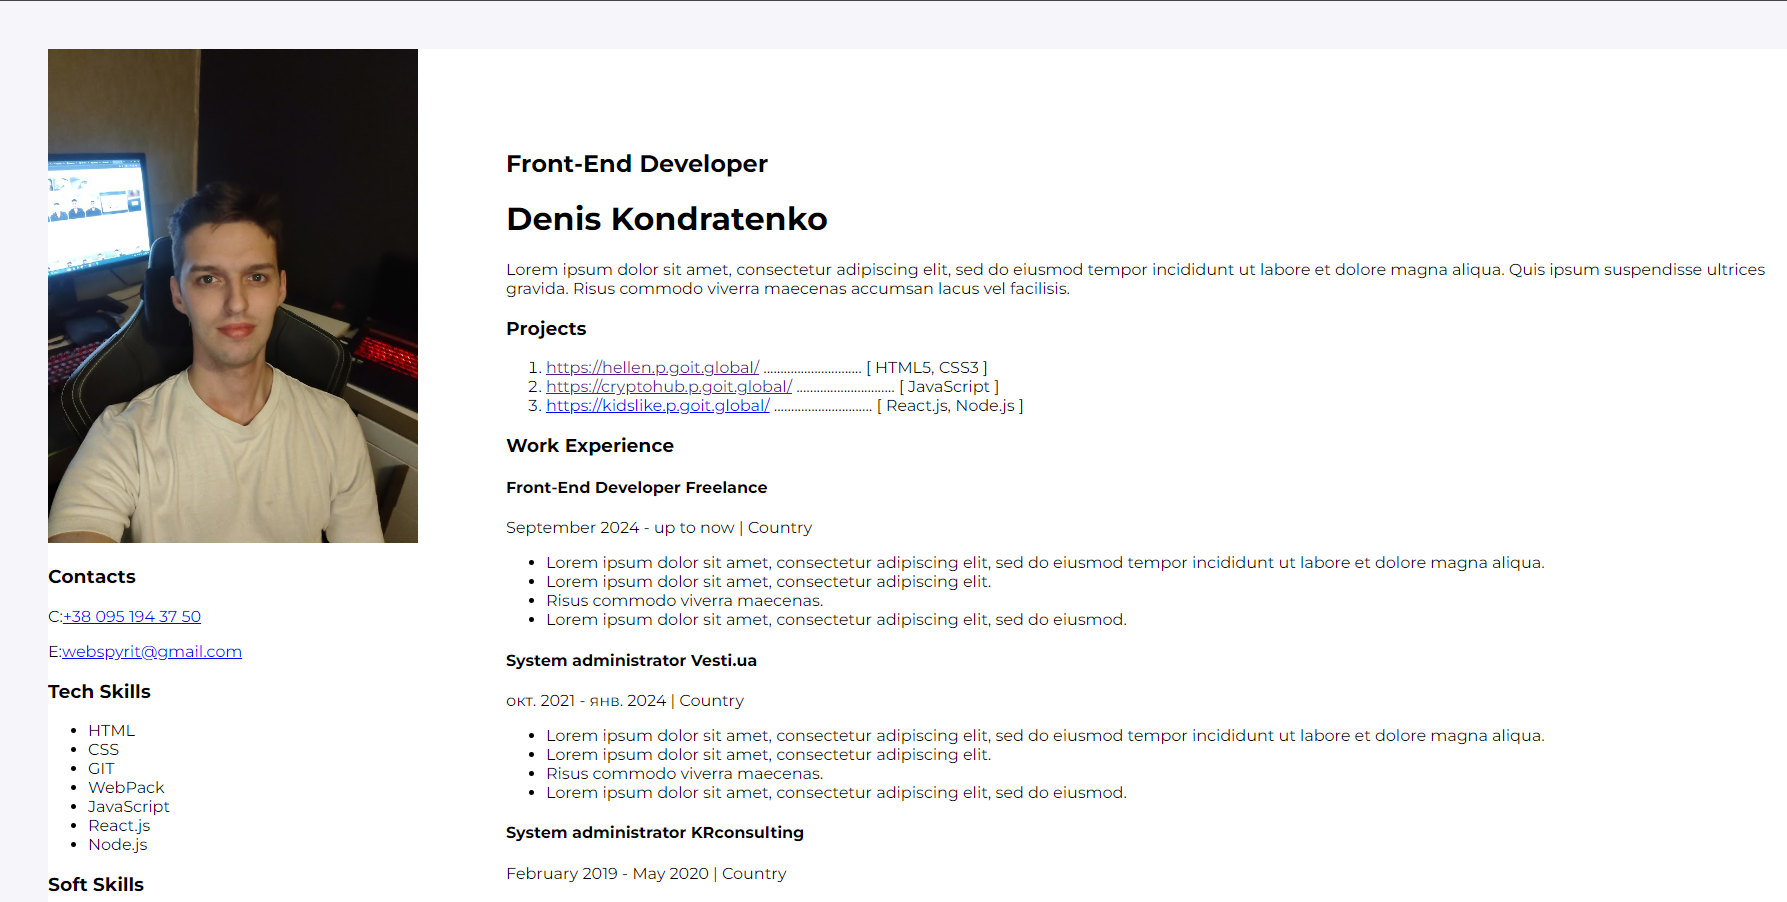 Front-End Developer
Denis Kondratenko
Lorem ipsum dolor sit amet, consectetur adipiscing elit, sed do eiusmod tempor incididunt ut labore et dolore magna aliqua. Quis ipsum suspendisse ultrices
gravida. Risus commodo viverra maecenas accumsan lacus vel facilisis.
Projects
1. https://hellen.p.goit.global/ ............................. [ HTML5, CSS3 ]
2. https://cryptohub.p.goit.global/ ............................. [ JavaScript ]
3. https://kidslike.p.goit.global/ ............................. [ React.js, Node.js ]
Work Experience
Front-End Developer Freelance
September 2024 - up to now | Country
• Lorem ipsum dolor sit amet, consectetur adipiscing elit, sed do eiusmod tempor incididunt ut labore et dolore magna aliqua.
• Lorem ipsum dolor sit amet, consectetur adipiscing elit.
• Risus commodo viverra maecenas.
• Lorem ipsum dolor sit amet, consectetur adipiscing elit, sed do eiusmod.
System administrator Vesti.ua
окт. 2021 - янв. 2024 | Country
• Lorem ipsum dolor sit amet, consectetur adipiscing elit, sed do eiusmod tempor incididunt ut labore et dolore magna aliqua.
• Lorem ipsum dolor sit amet, consectetur adipiscing elit.
• Risus commodo viverra maecenas.
• Lorem ipsum dolor sit amet, consectetur adipiscing elit, sed do eiusmod.
System administrator KRconsulting
February 2019 - May 2020 | Country
Contacts
C:+38 095 194 37 50
E:webspyrit@gmail.com
Tech Skills
• HTML
• CSS
• GIT
• WebPack
• JavaScript
• React.js
• Node.js
Soft Skills